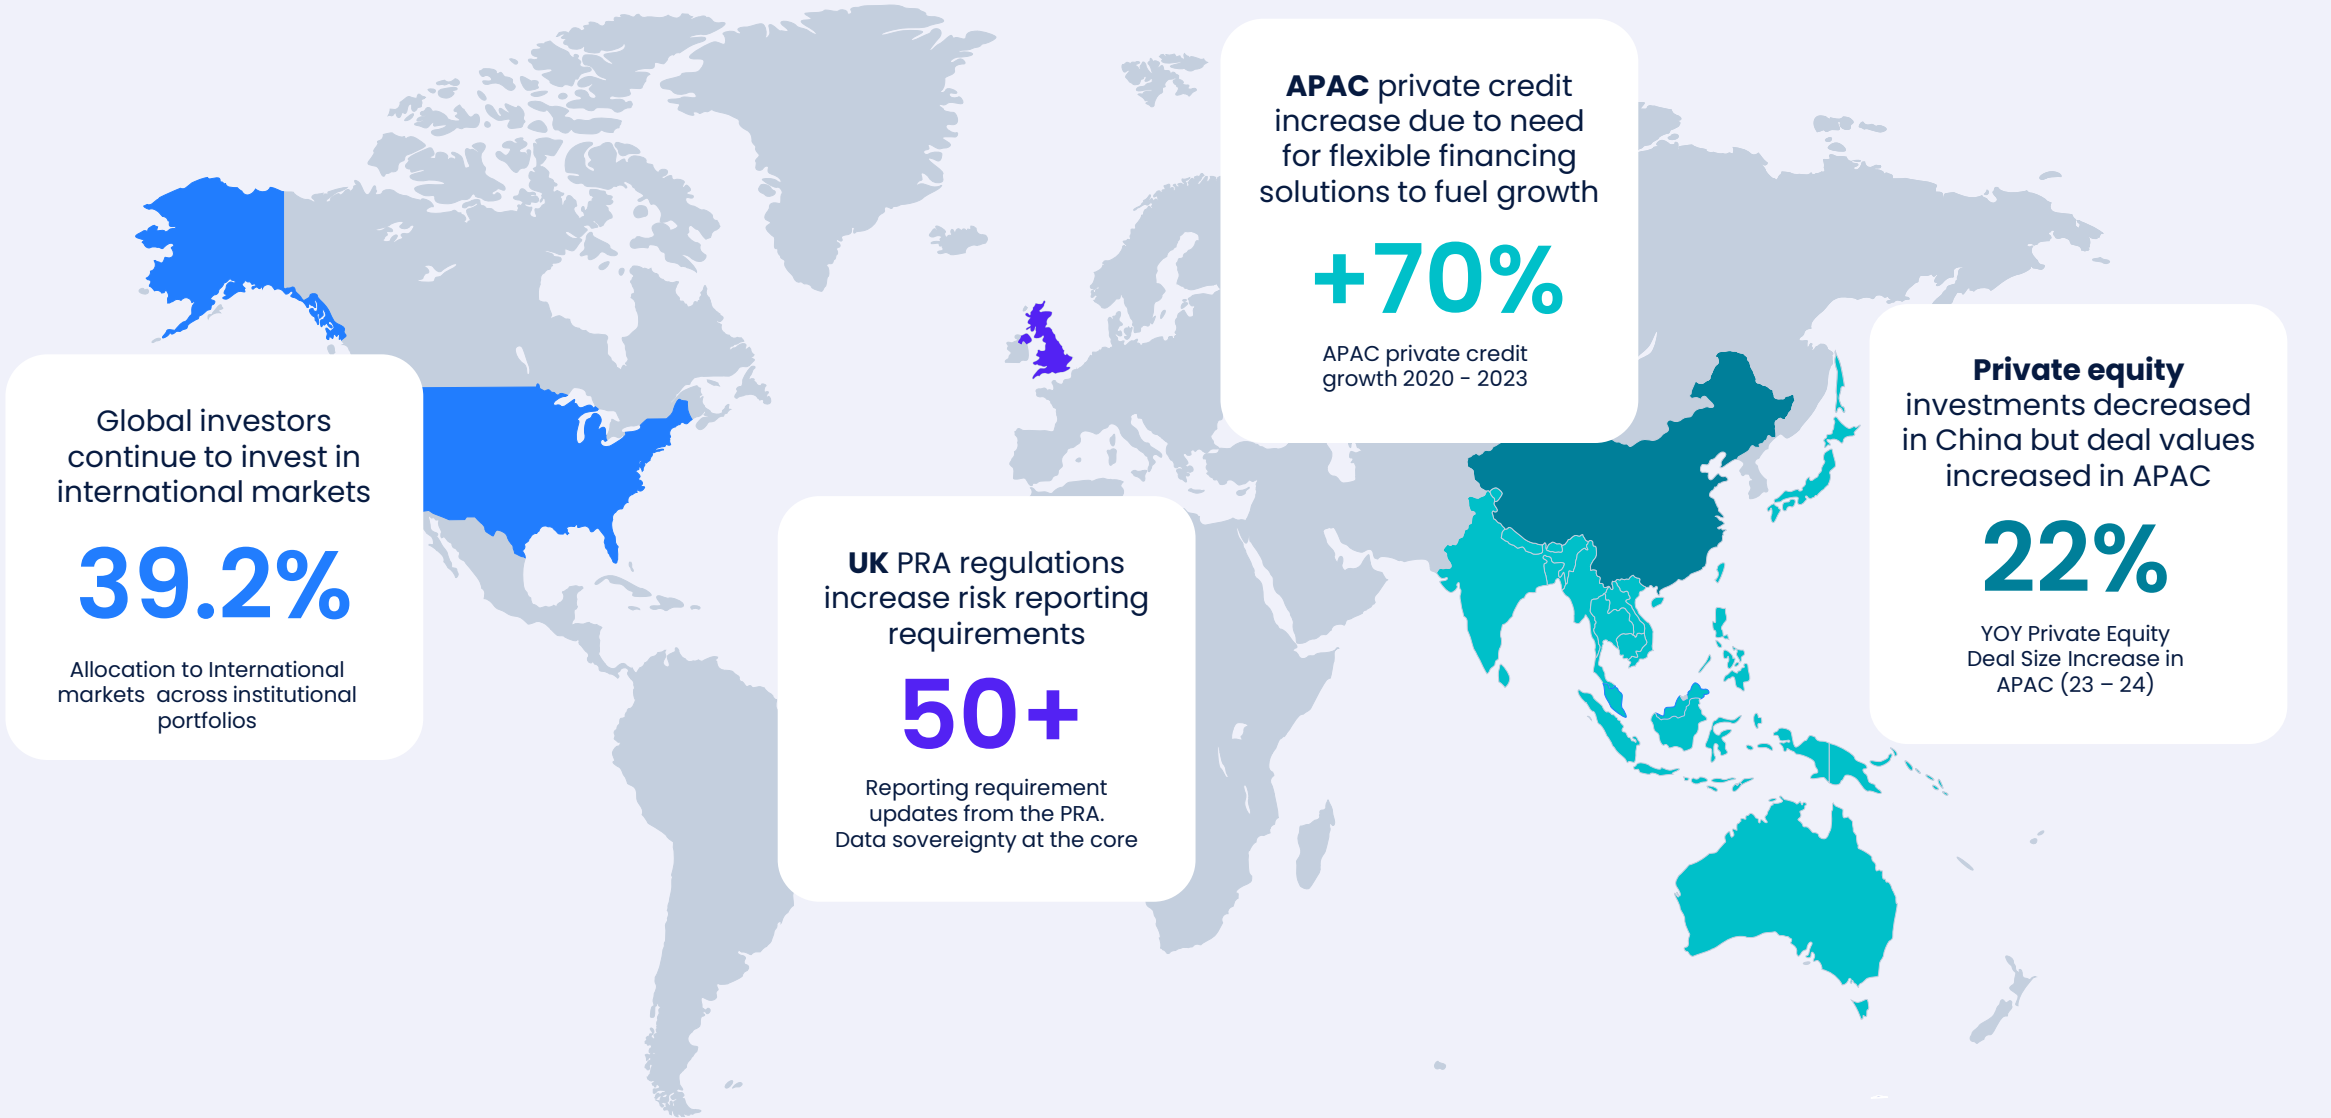 Global investors
continue to invest in
international markets
39.2%
Allocation to International
markets  across institutional
portfolios
UK PRA regulations
increase risk reporting
requirements
50+
Reporting requirement
updates from the PRA.
Data sovereignty at the core
APAC private credit
increase due to need
for flexible financing
solutions to fuel growth
+70%
APAC private credit
growth 2020 - 2023
Private equity
investments decreased
in China but deal values
increased in APAC
22%
YOY Private Equity
Deal Size Increase in
APAC (23 – 24)